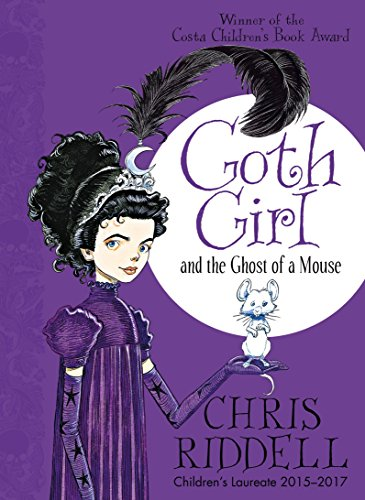 Winner of the
Costa Children's Book Award
Goth
Girl
and the Ghost of a Mouse
CHRIS
RIDDELL
Children's Laureate 2015–2017